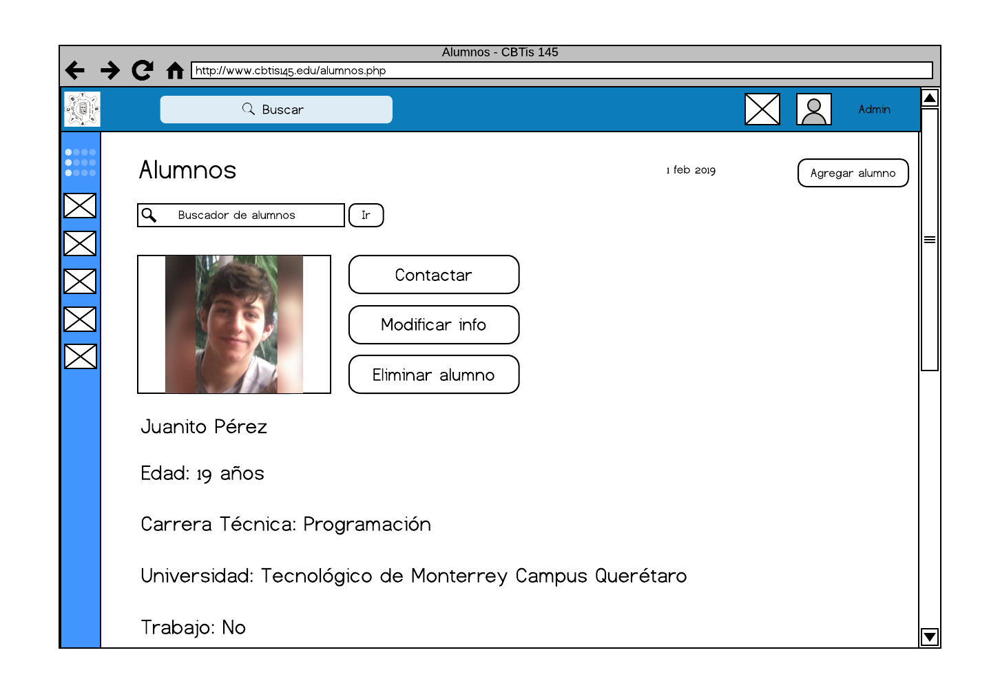 Alumnos - CBTis 145
http://www.cbtis145.edu/alumnos.php
Buscar
Admin
Alumnos
1 feb 2019
Agregar alumno
Buscador de alumnos
Ir
Contactar
Modificar info
Eliminar alumno
Juanito Pérez
Edad: 19 años
Carrera Técnica: Programación
Universidad: Tecnológico de Monterrey Campus Querétaro
Trabajo: No